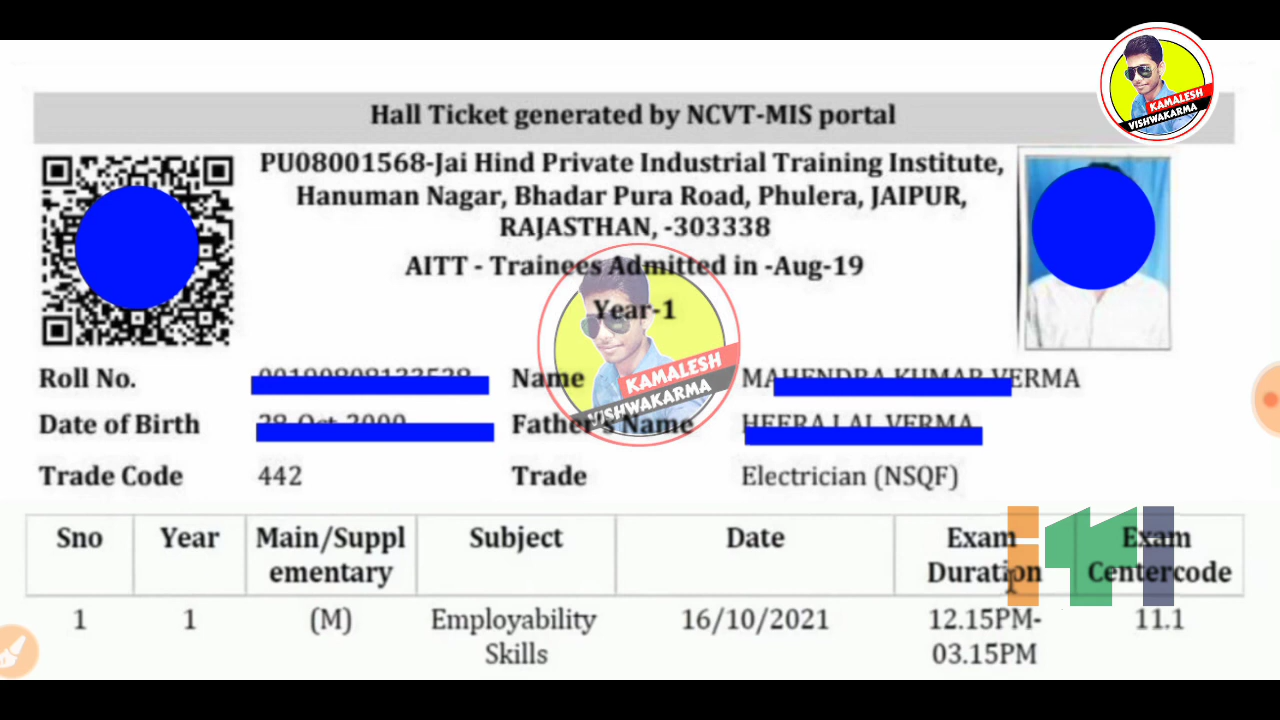 KAMALESH
VISHWAKARMA
Hall Ticket generated by NCVT-MIS portal
PU08001568-Jai Hind Private Industrial Training Institute,
Hanuman Nagar, Bhadar Pura Road, Phulera, JAIPUR,
RAJASTHAN, -303338
AITT - Trainees Admitted in -Aug-19
Year-1
KAMALESH
VISHWAKARMA
Roll No. Name
Date of Birth Father's Name
Trade Code 442 Trade Electrician (NSQF)
Sno Year Main/Suppl Subject Date Exam Exam
ementary Duration Centercode
iTi
1 1 (M) Employability 16/10/2021 12.15PM- 11.1
Skills 03.15PM